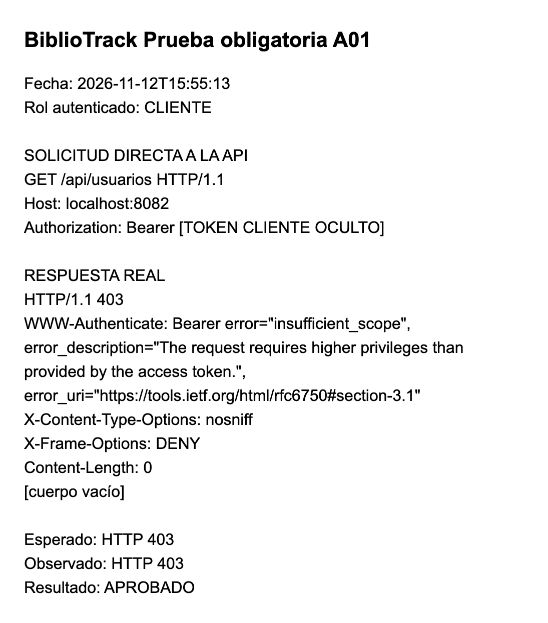 BiblioTrack Prueba obligatoria A01
Fecha: 2026-11-12T15:55:13
Rol autenticado: CLIENTE
SOLICITUD DIRECTA A LA API
GET /api/usuarios HTTP/1.1
Host: localhost:8082
Authorization: Bearer [TOKEN CLIENTE OCULTO]
RESPUESTA REAL
HTTP/1.1 403
WWW-Authenticate: Bearer error="insufficient_scope",
error_description="The request requires higher privileges than
provided by the access token.",
error_uri="https://tools.ietf.org/html/rfc6750#section-3.1"
X-Content-Type-Options: nosniff
X-Frame-Options: DENY
Content-Length: 0
[cuerpo vacío]
Esperado: HTTP 403
Observado: HTTP 403
Resultado: APROBADO